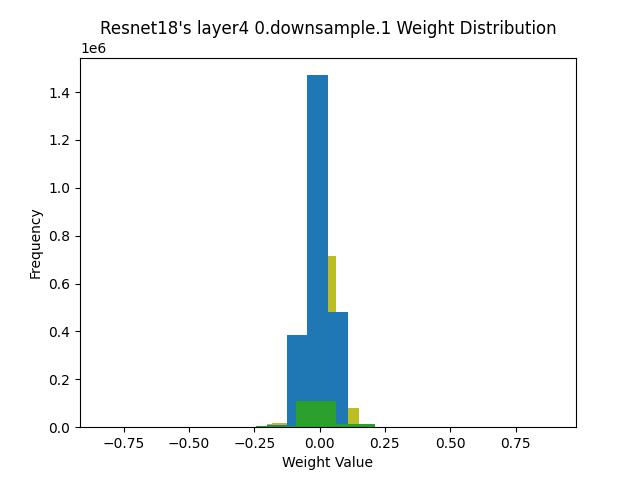 Resnet18's layer4 0.downsample.1 Weight Distribution
1e6
1.4
1.2
1.0
0.8
0.6
0.4
0.2
0.0
Frequency
−0.75 −0.50 −0.25 0.00 0.25 0.50 0.75
Weight Value